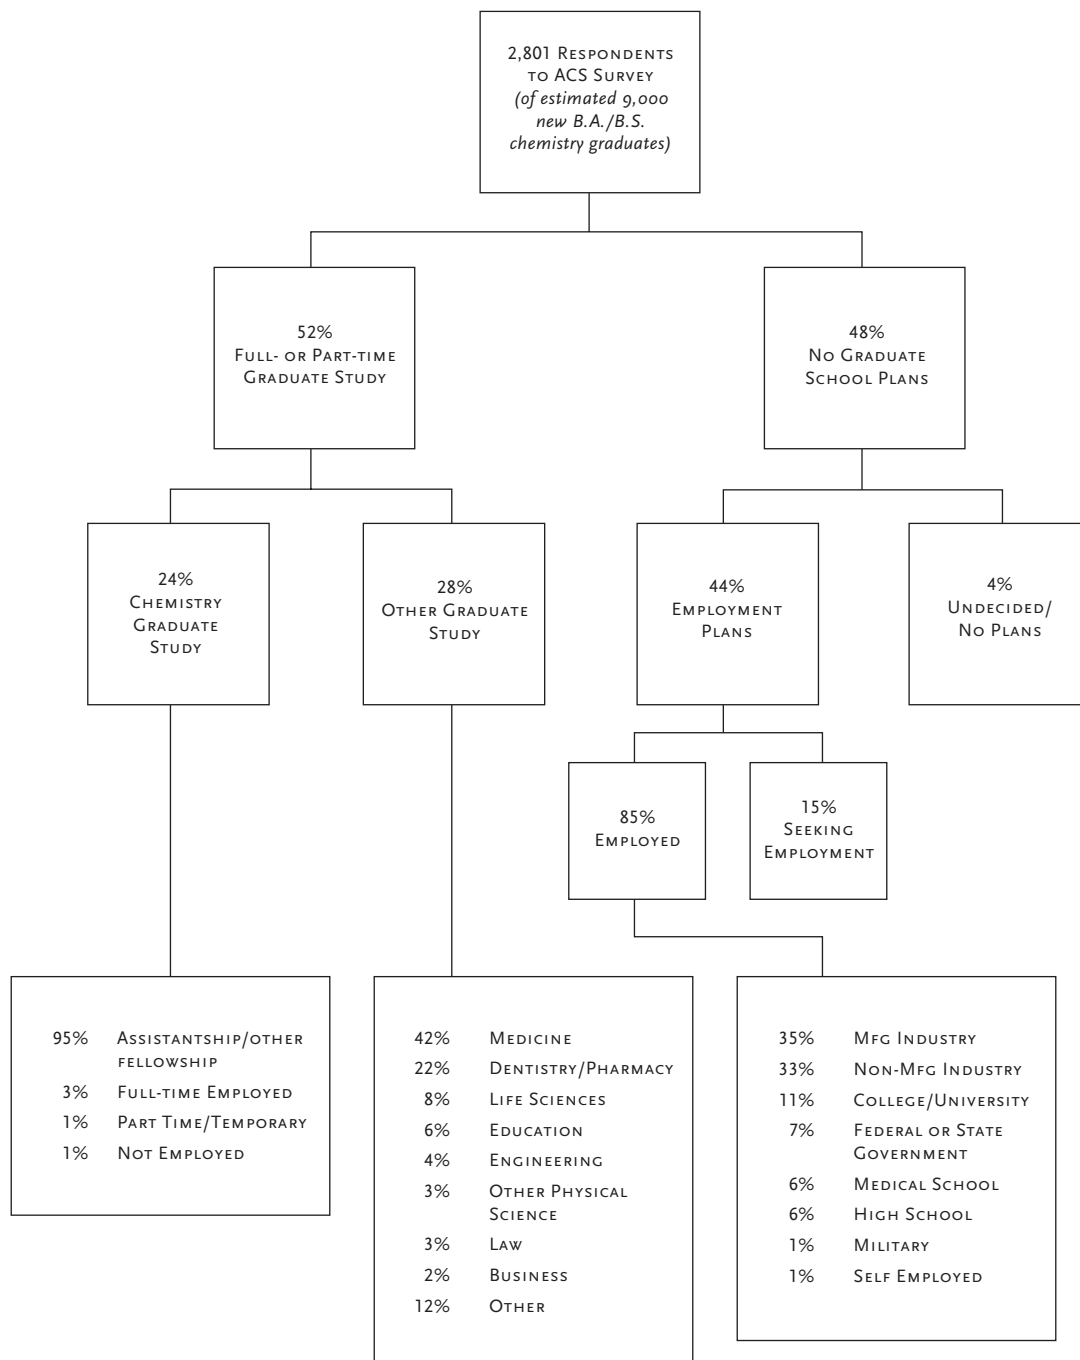 2,801 Respondents
to ACS Survey
(of estimated 9,000
new B.A./B.S.
chemistry graduates)
52%
Full- or Part-time
Graduate Study
48%
No Graduate
School Plans
24%
Chemistry
Graduate
Study
28%
Other Graduate
Study
44%
Employment
Plans
4%
Undecided/
No Plans
85%
Employed
15%
Seeking
Employment
95% Assistantship/other
fellowship
3% Full-time Employed
1% Part Time/Temporary
1% Not Employed
42% Medicine
22% Dentistry/Pharmacy
8% Life Sciences
6% Education
4% Engineering
3% Other Physical
Science
3% Law
2% Business
12% Other
35% Mfg Industry
33% Non-Mfg Industry
11% College/University
7% Federal or State
Government
6% Medical School
6% High School
1% Military
1% Self Employed